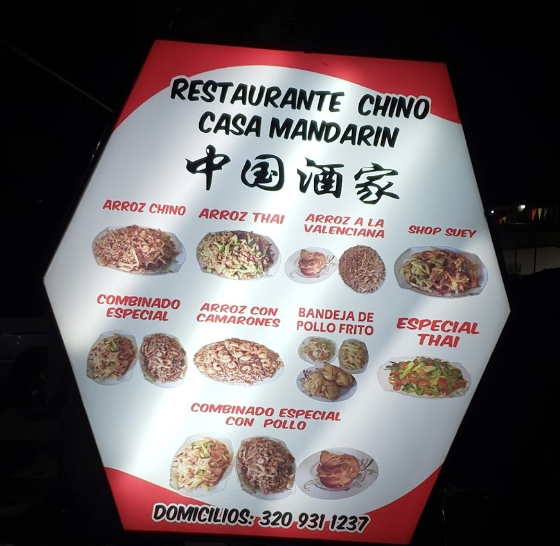 RESTAURANTE CHINO
CASA MANDARIN
中国酒家
ARROZ CHINO
ARROZ THAI
ARROZ A LA
VALENCIANA
SHOP SUEY
COMBINADO
ESPECIAL
ARROZ CON
CAMARONES
BANDEJA DE
POLLO FRITO
ESPECIAL
THAI
COMBINADO ESPECIAL
CON POLLO
DOMICILIOS: 320 931 1237